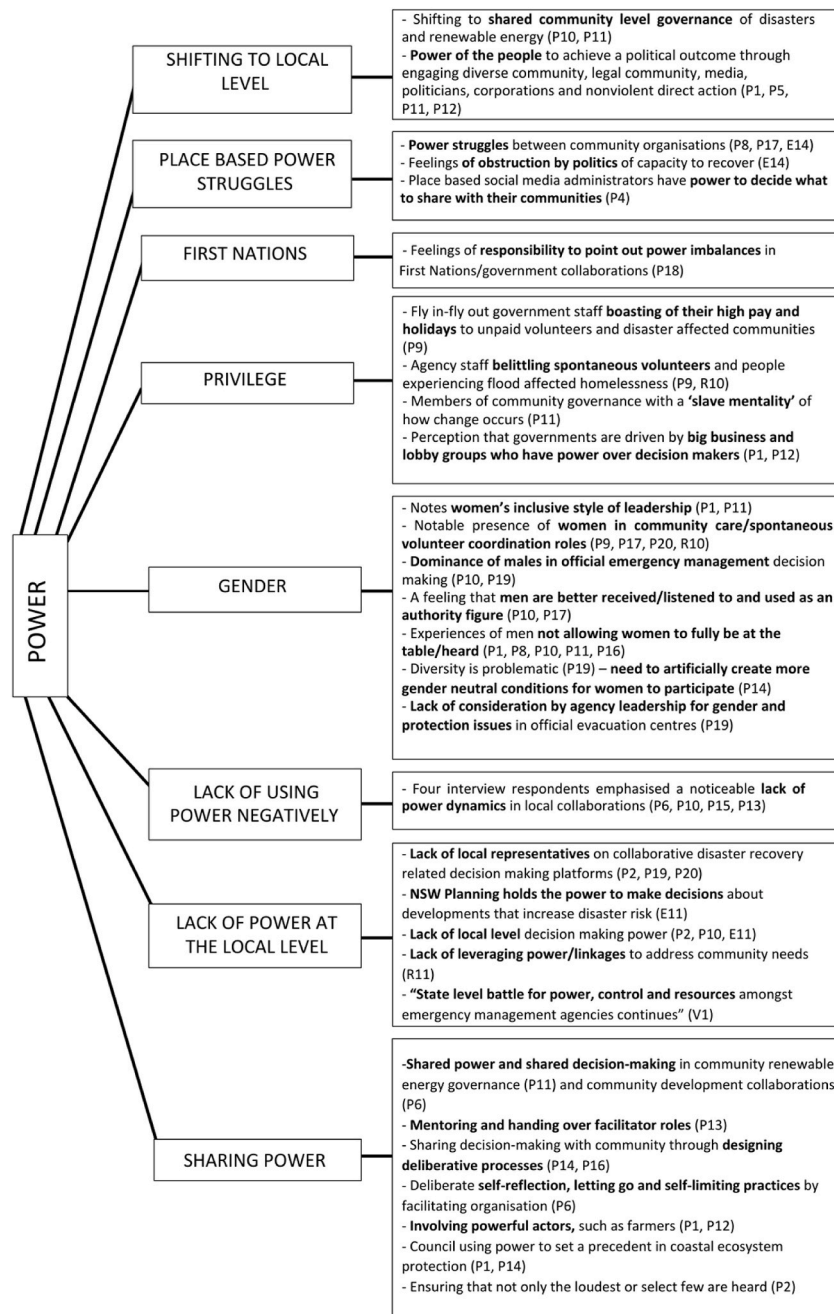 POWER
SHIFTING TO LOCAL
LEVEL
- Shifting to shared community level governance of disasters
and renewable energy (P10, P11)
- Power of the people to achieve a political outcome through
engaging diverse community, legal community, media,
politicians, corporations and nonviolent direct action (P1, P5,
P11, P12)
PLACE BASED POWER
STRUGGLES
- Power struggles between community organisations (P8, P17, E14)
- Feelings of obstruction by politics of capacity to recover (E14)
- Place based social media administrators have power to decide what
to share with their communities (P4)
FIRST NATIONS
- Feelings of responsibility to point out power imbalances in
First Nations/government collaborations (P18)
PRIVILEGE
- Fly in-fly out government staff boasting of their high pay and
holidays to unpaid volunteers and disaster affected communities
(P9)
- Agency staff belittling spontaneous volunteers and people
experiencing flood affected homelessness (P9, R10)
- Members of community governance with a ‘slave mentality’ of
how change occurs (P11)
- Perception that governments are driven by big business and
lobby groups who have power over decision makers (P1, P12)
GENDER
- Notes women’s inclusive style of leadership (P1, P11)
- Notable presence of women in community care/spontaneous
volunteer coordination roles (P9, P17, P20, R10)
- Dominance of males in official emergency management decision
making (P10, P19)
- A feeling that men are better received/listened to and used as an
authority figure (P10, P17)
- Experiences of men not allowing women to fully be at the
table/heard (P1, P8, P10, P11, P16)
- Diversity is problematic (P19) – need to artificially create more
gender neutral conditions for women to participate (P14)
- Lack of consideration by agency leadership for gender and
protection issues in official evacuation centres (P19)
LACK OF USING
POWER NEGATIVELY
- Four interview respondents emphasised a noticeable lack of
power dynamics in local collaborations (P6, P10, P15, P13)
LACK OF POWER AT
THE LOCAL LEVEL
- Lack of local representatives on collaborative disaster recovery
related decision making platforms (P2, P19, P20)
- NSW Planning holds the power to make decisions about
developments that increase disaster risk (E11)
- Lack of local level decision making power (P2, P10, E11)
- Lack of leveraging power/linkages to address community needs
(R11)
- “State level battle for power, control and resources amongst
emergency management agencies continues” (V1)
SHARING POWER
-Shared power and shared decision-making in community renewable
energy governance (P11) and community development collaborations
(P6)
- Mentoring and handing over facilitator roles (P13)
- Sharing decision-making with community through designing
deliberative processes (P14, P16)
- Deliberate self-reflection, letting go and self-limiting practices by
facilitating organisation (P6)
- Involving powerful actors, such as farmers (P1, P12)
- Council using power to set a precedent in coastal ecosystem
protection (P1, P14)
- Ensuring that not only the loudest or select few are heard (P2)